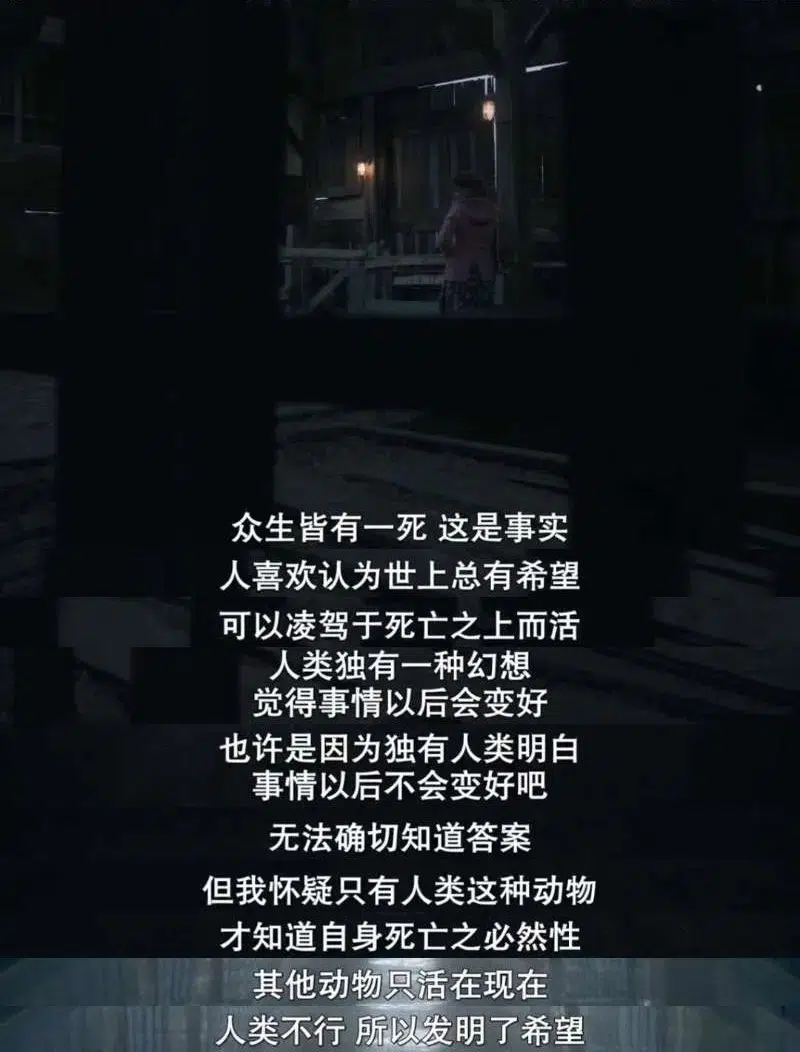 众生皆有一死 这是事实
人喜欢认为世上总有希望
可以凌驾于死亡之上而活
人类独有一种幻想
觉得事情以后会变好
也许是因为独有人类明白
事情以后不会变好吧
无法确切知道答案
但我怀疑只有人类这种动物
才知道自身死亡之必然性
其他动物只活在现在
人类不行 所以发明了希望